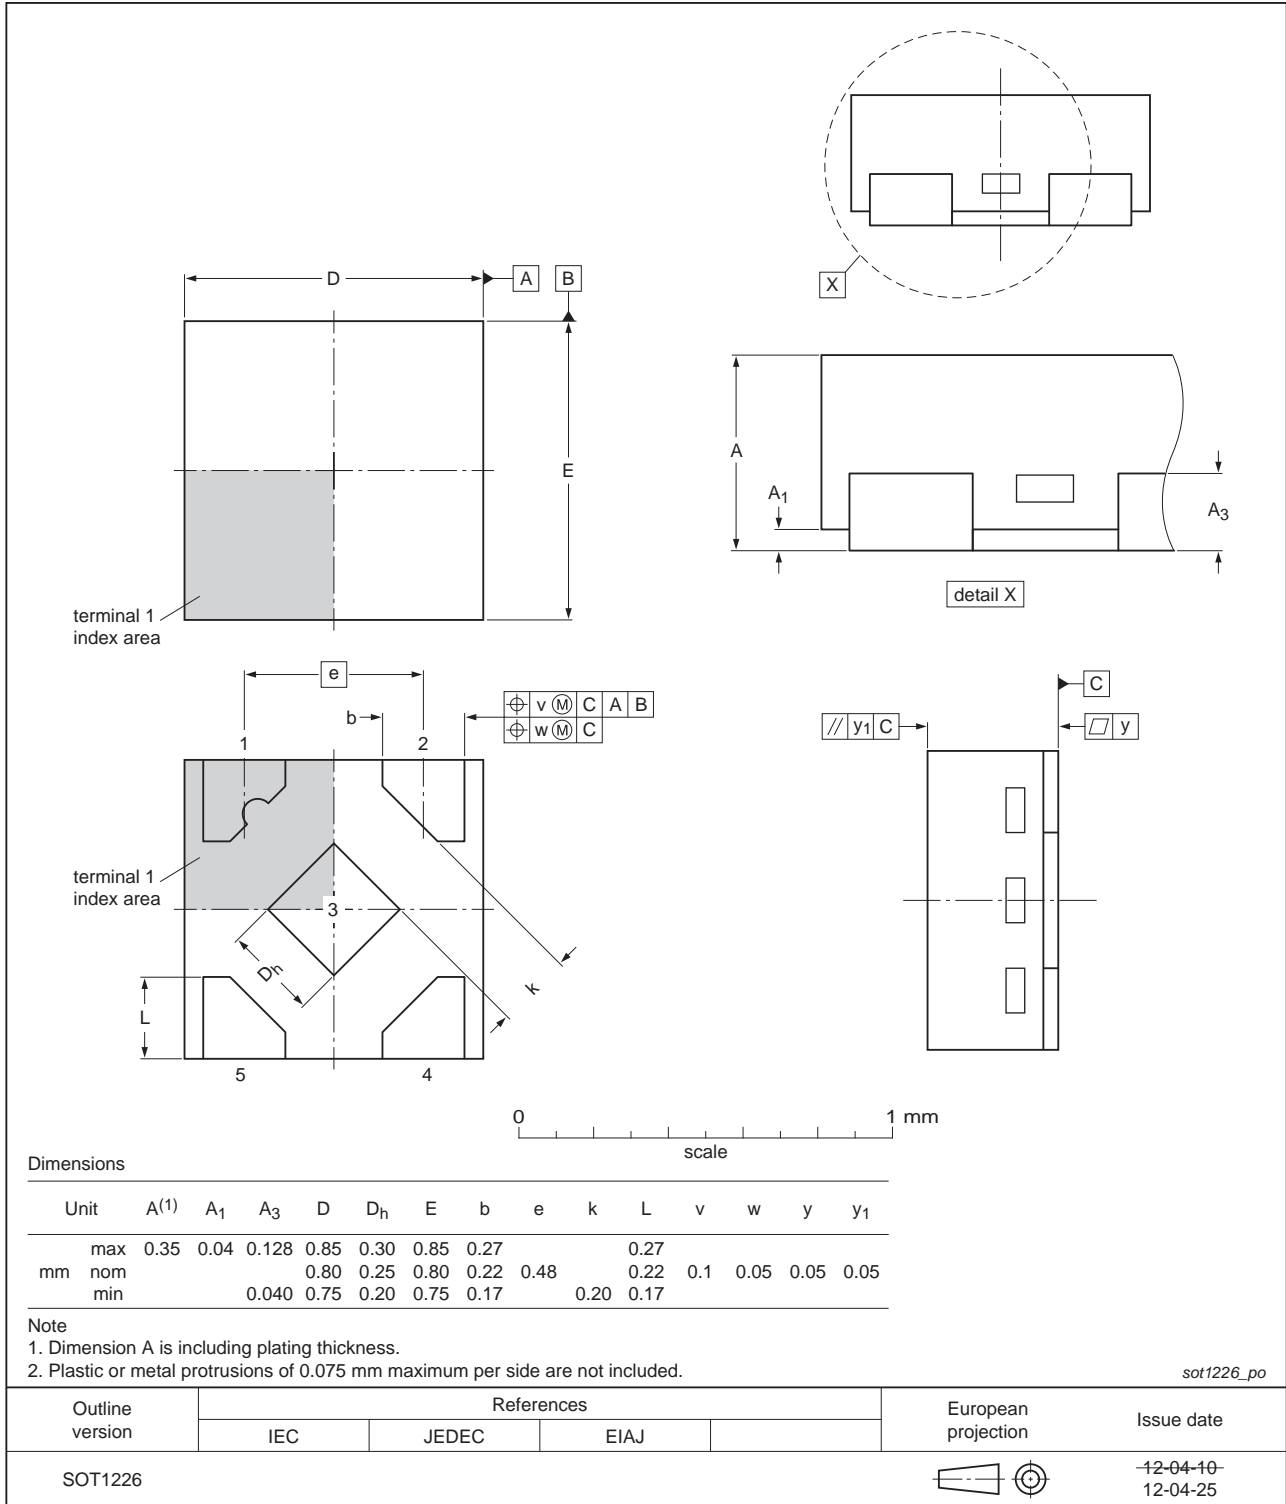 X
D
A
B
E
terminal 1
index area
A
A1
A3
detail X
e
b
v M C A B
w M C
1
2
terminal 1
index area
3
Dh
k
L
5
4
C
// y1 C
y
0
1 mm
scale
Dimensions
Unit A(1) A1 A3 D Dh E b e k L v w y y1
max 0.35 0.04 0.128 0.85 0.30 0.85 0.27 0.27
mm nom 0.80 0.25 0.80 0.22 0.48 0.22 0.1 0.05 0.05 0.05
min 0.040 0.75 0.20 0.75 0.17 0.20 0.17
Note
1. Dimension A is including plating thickness.
2. Plastic or metal protrusions of 0.075 mm maximum per side are not included.
sot1226_po
Outline
version
References
IEC JEDEC EIAJ
European
projection
Issue date
SOT1226
12-04-10
12-04-25